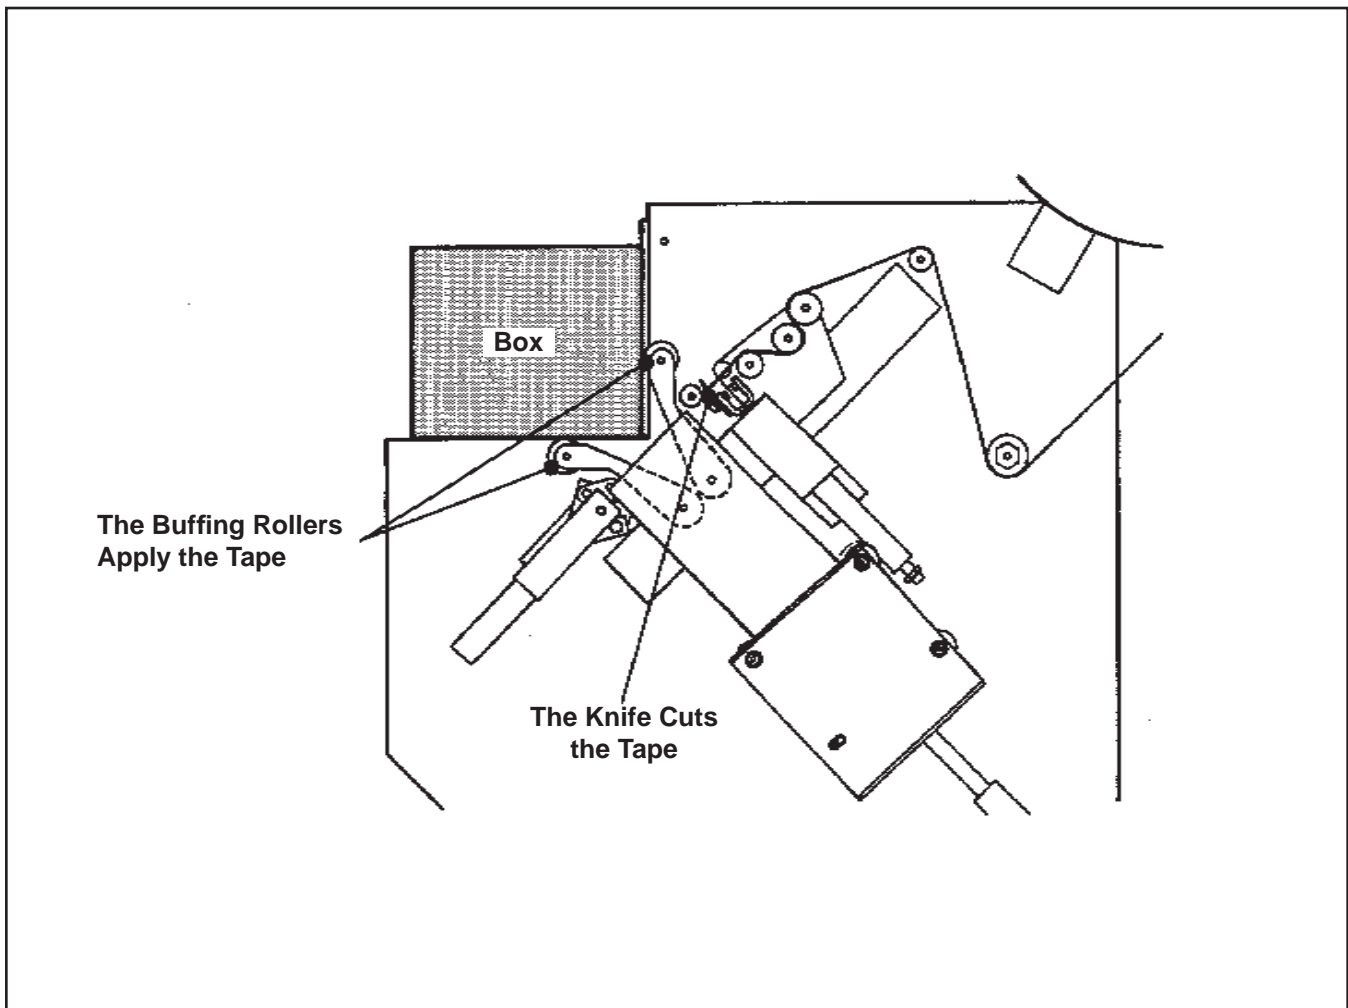 Box
The Buffing Rollers
Apply the Tape
The Knife Cuts
the Tape